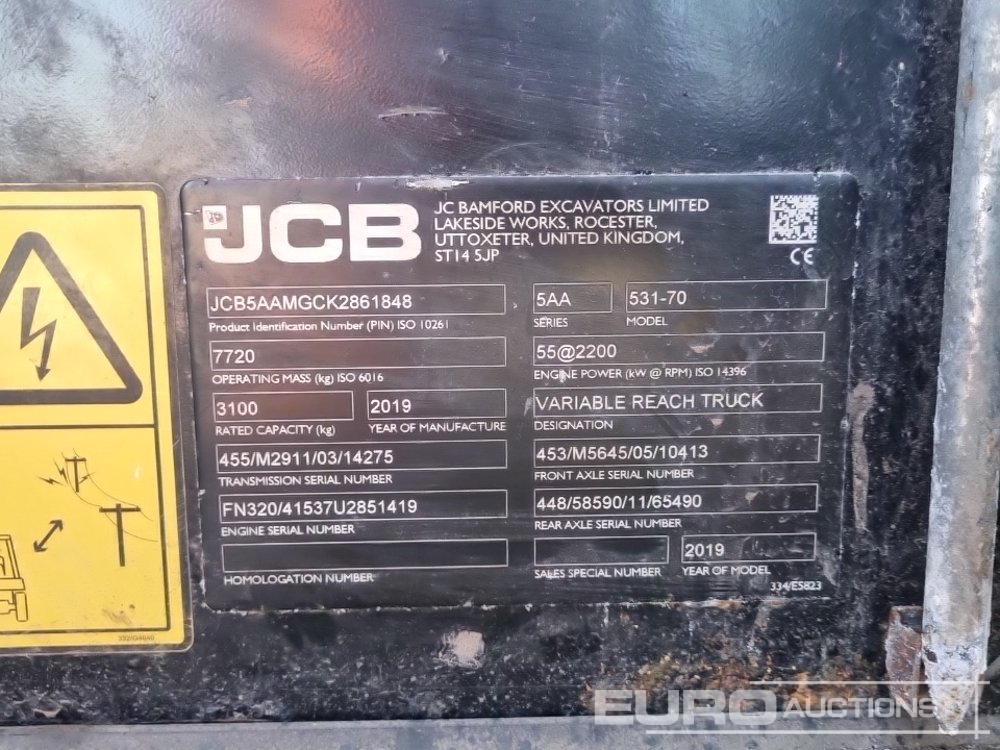 JCB
JC BAMFORD EXCAVATORS LIMITED
LAKESIDE WORKS, ROCESTER,
UTTOXETER, UNITED KINGDOM,
ST14 5JP
CE
JCB5AAMGCK2861848
Product Identification Number (PIN) ISO 10261
5AA
SERIES
531-70
MODEL
7720
OPERATING MASS (kg) ISO 6016
55@2200
ENGINE POWER (kW @ RPM) ISO 14396
3100
RATED CAPACITY (kg)
2019
YEAR OF MANUFACTURE
VARIABLE REACH TRUCK
DESIGNATION
455/M2911/03/14275
TRANSMISSION SERIAL NUMBER
453/M5645/05/10413
FRONT AXLE SERIAL NUMBER
FN320/41537U2851419
ENGINE SERIAL NUMBER
448/58590/11/65490
REAR AXLE SERIAL NUMBER
HOMOLOGATION NUMBER
SALES SPECIAL NUMBER
2019
YEAR OF MODEL
334/E5823
EURO AUCTIONS